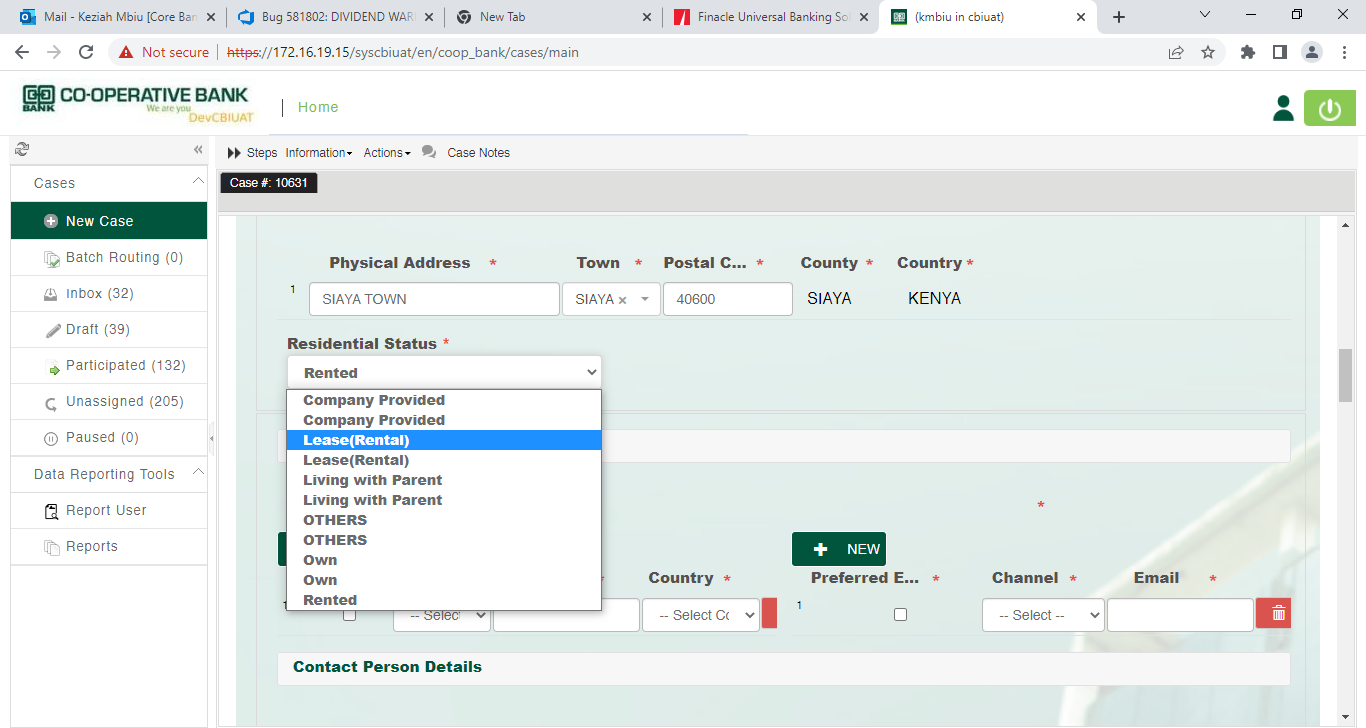 Mail - Keziah Mbiu [Core Ban
Bug 581802: DIVIDEND WAR
New Tab
Finacle Universal Banking Sol
(kmbiu in cbiuat)
Not secure
https://172.16.19.15/syscbiuat/en/coop_bank/cases/main
BANK
CO-OPERATIVE BANK
We are you
DevCBIUAT
Home
Steps Information Actions Case Notes
Case #: 10631
Cases
New Case
Batch Routing (0)
Inbox (32)
Draft (39)
Participated (132)
Unassigned (205)
Paused (0)
Data Reporting Tools
Report User
Reports
Physical Address * Town * Postal C... * County * Country *
1 SIAYA TOWN SIAYA × 40600 SIAYA KENYA
Residential Status *
Rented
Company Provided
Company Provided
Lease(Rental)
Lease(Rental)
Living with Parent
Living with Parent
OTHERS
OTHERS
Own
Own
Rented
*
+ NEW
* Country * Preferred E... * Channel * Email *
1 -- Select -- Select Co 1 -- Select --
Contact Person Details